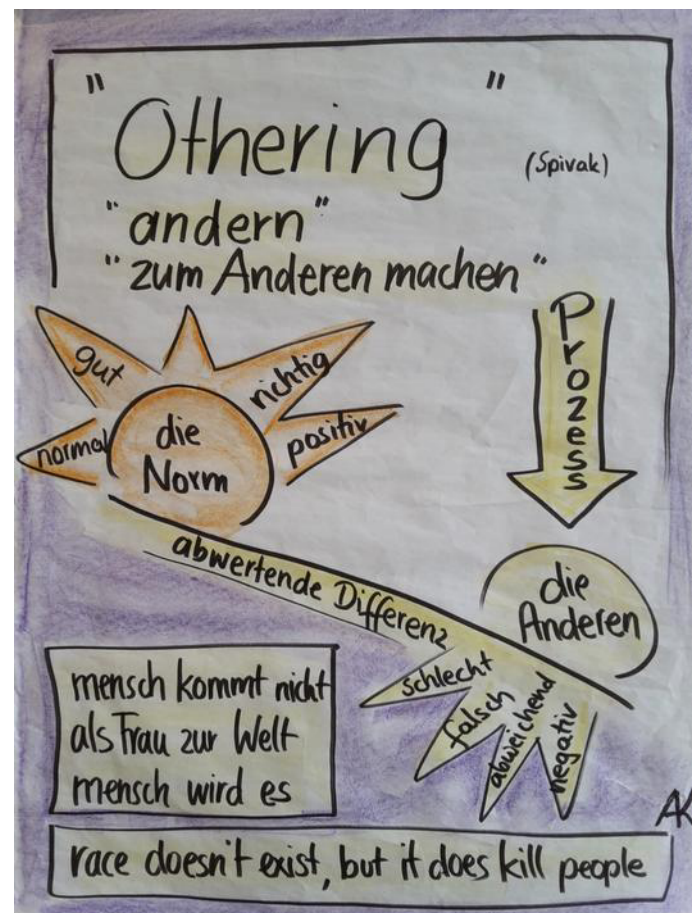 "Othering"
(Spivak)
"andern"
"zum Anderen machen"
Prozess
gut
richtig
normal
positiv
die
Norm
abwertende Differenz
die
Anderen
schlecht
falsch
abweichend
negativ
mensch kommt nicht
als Frau zur Welt
mensch wird es
AK
race doesn't exist, but it does kill people